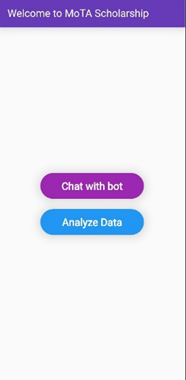 Welcome to MoTA Scholarship
Chat with bot
Analyze Data